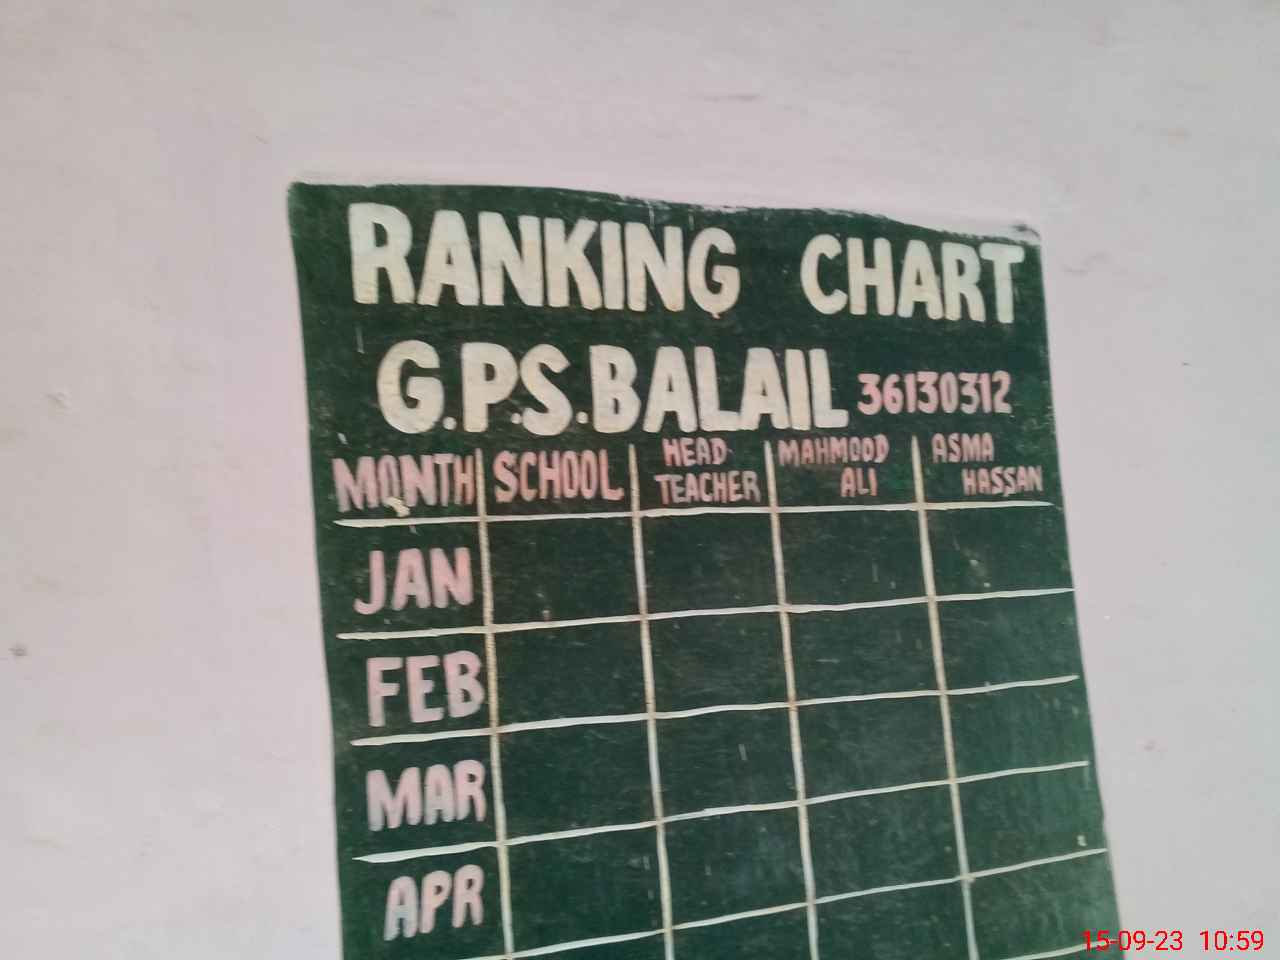 RANKING CHART
G.P.S. BALAIL 36130312
MONTH SCHOOL HEAD TEACHER MAHMOOD ALI ASMA HASSAN
JAN
FEB
MAR
APR
15-09-23 10:59